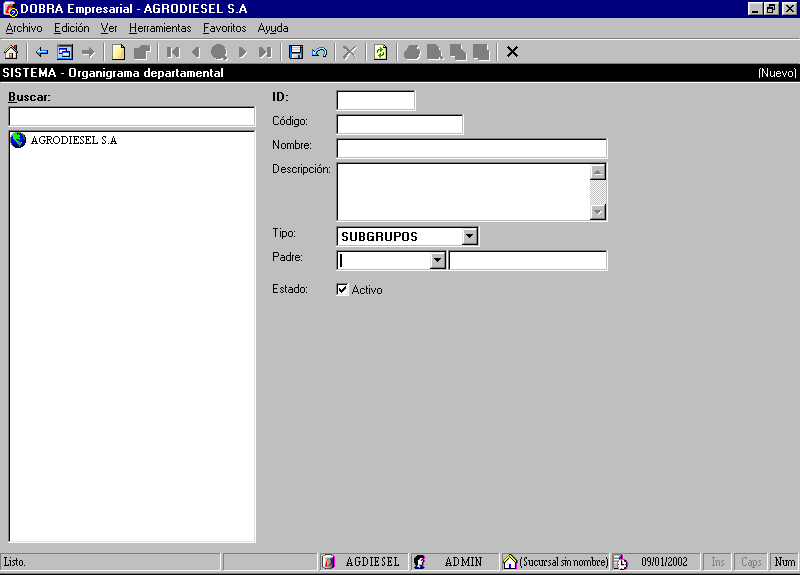 DOBRA Empresarial - AGRODIESEL S.A
Archivo Edición Ver Herramientas Favoritos Ayuda
SISTEMA - Organigrama departamental (Nuevo)
Buscar:
AGRODIESEL S.A
ID:
Código:
Nombre:
Descripción:
Tipo: SUBGRUPOS
Padre:
Estado: Activo
Listo. AGDIESEL ADMIN (Sucursal sin nombre) 09/01/2002 Ins Caps Num